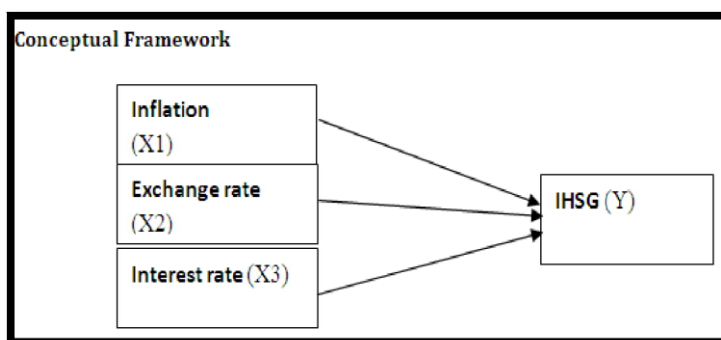 Conceptual Framework
Inflation
(X1)
Exchange rate
(X2)
IHSG (Y)
Interest rate (X3)